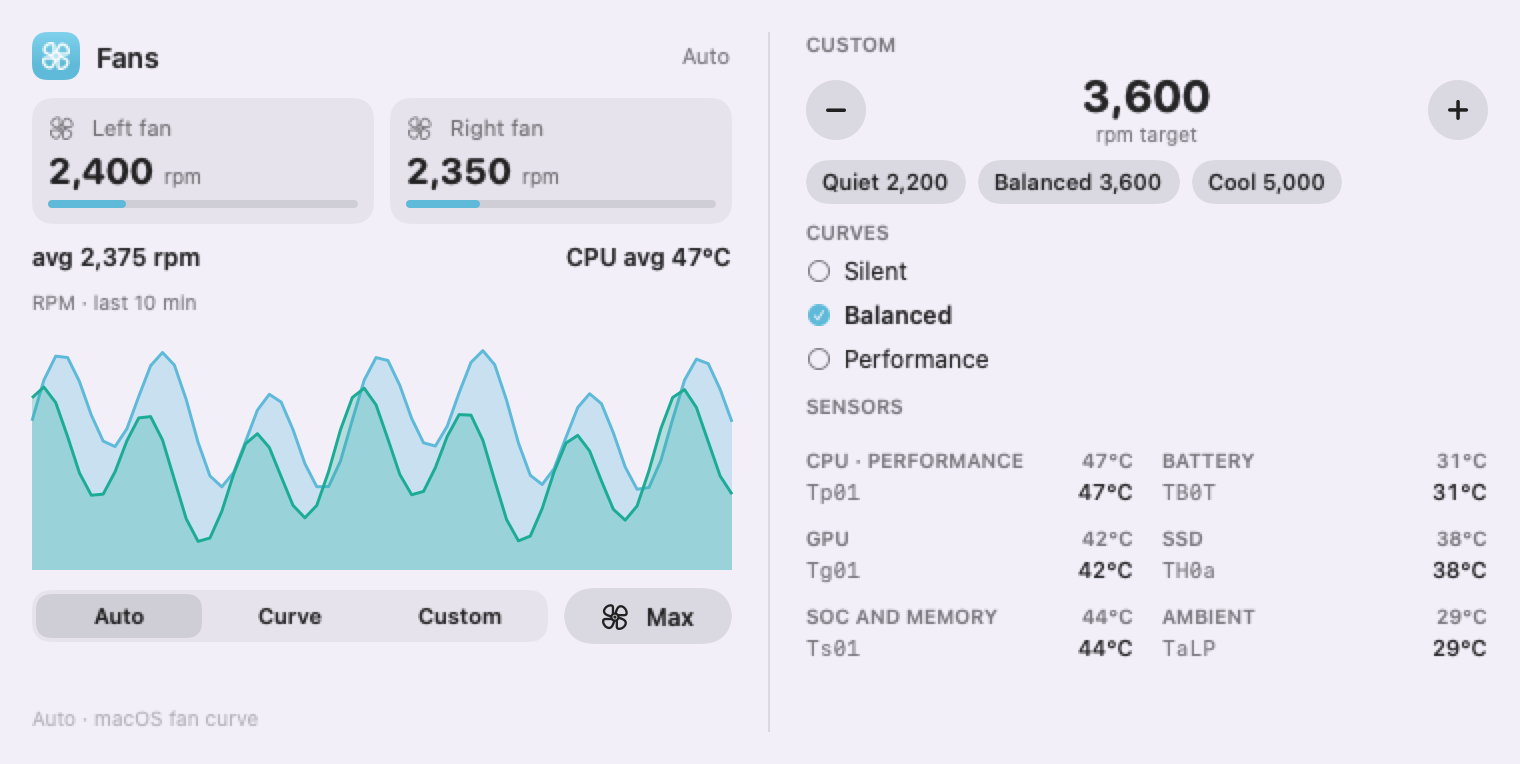 Fans
Auto
Left fan
2,400 rpm
Right fan
2,350 rpm
avg 2,375 rpm
CPU avg 47°C
RPM · last 10 min
Auto
Curve
Custom
Max
Auto · macOS fan curve
CUSTOM
3,600
rpm target
Quiet 2,200
Balanced 3,600
Cool 5,000
CURVES
Silent
Balanced
Performance
SENSORS
CPU · PERFORMANCE 47°C
Tp01 47°C
BATTERY 31°C
TB0T 31°C
GPU 42°C
Tg01 42°C
SSD 38°C
TH0a 38°C
SOC AND MEMORY 44°C
Ts01 44°C
AMBIENT 29°C
TaLP 29°C